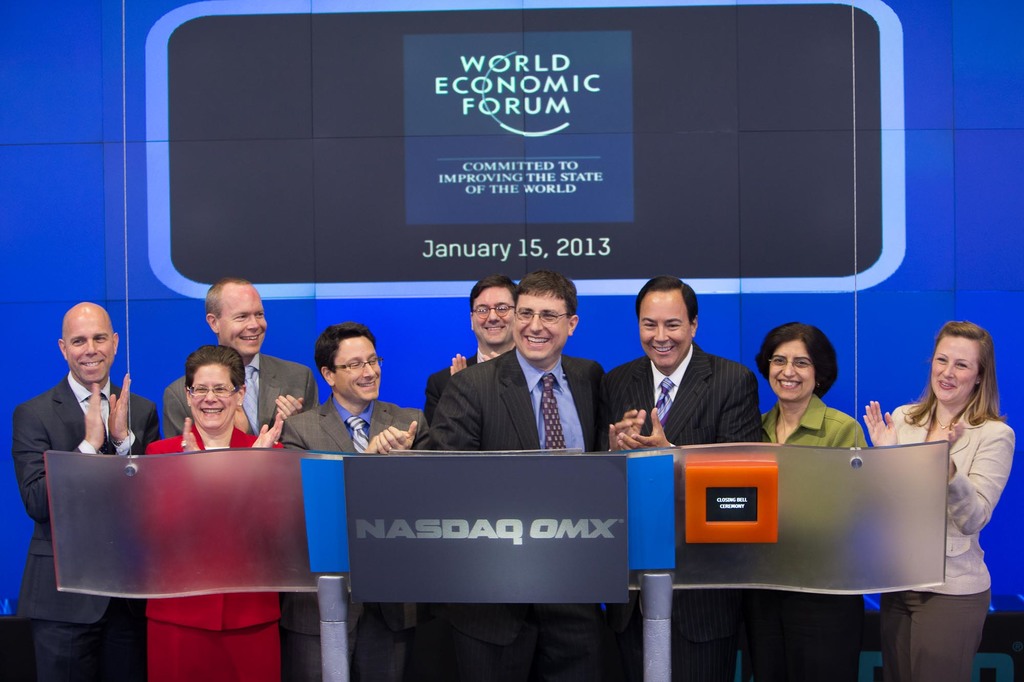 WORLD
ECONOMIC
FORUM
COMMITTED TO
IMPROVING THE STATE
OF THE WORLD
January 15, 2013
NASDAQ OMX®
CLOSING BELL
CEREMONY